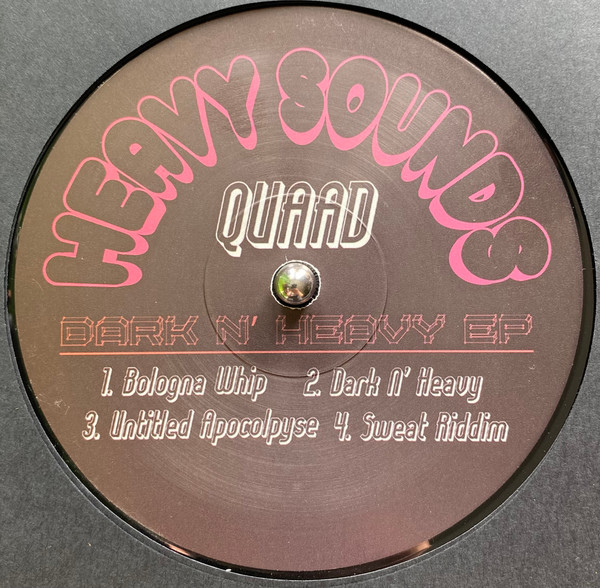 HEAVY SOUNDS
QUAAD
DARK N' HEAVY EP
1. Bologna Whip 2. Dark N' Heavy
3. Untitled Apocolpyse 4. Sweat Riddim